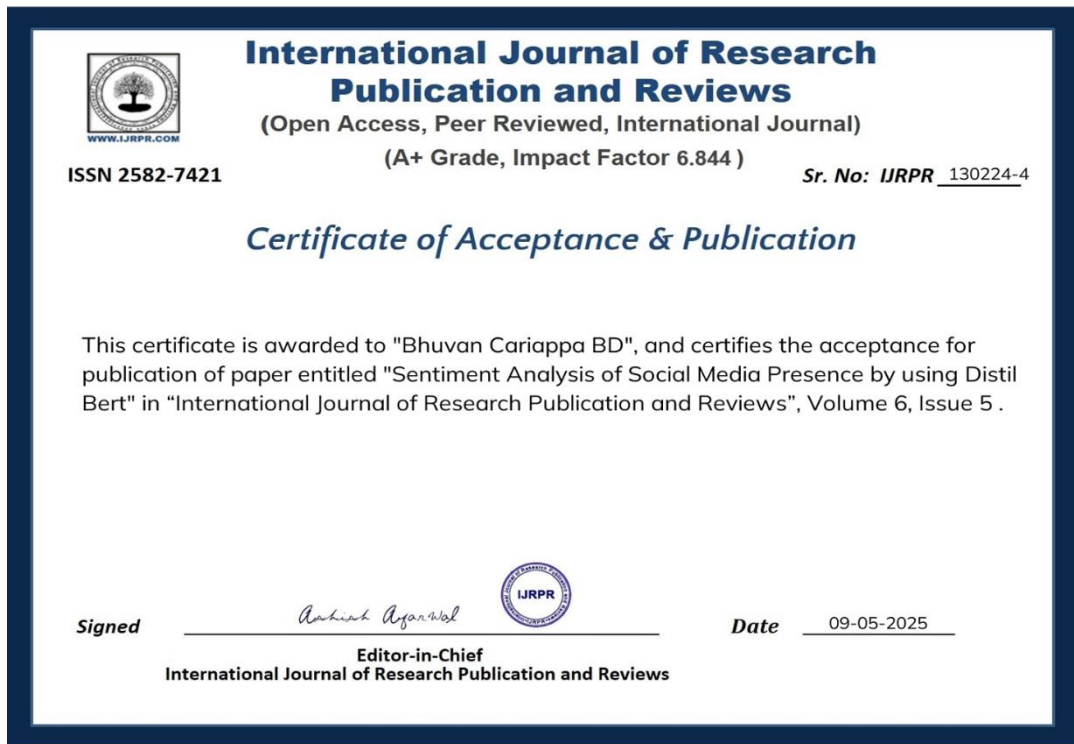 International Journal of Research
Publication and Reviews
(Open Access, Peer Reviewed, International Journal)
(A+ Grade, Impact Factor 6.844 )
WWW.IJRPR.COM
ISSN 2582-7421
Sr. No: IJRPR 130224-4
Certificate of Acceptance & Publication
This certificate is awarded to "Bhuvan Cariappa BD", and certifies the acceptance for
publication of paper entitled "Sentiment Analysis of Social Media Presence by using Distil
Bert" in “International Journal of Research Publication and Reviews”, Volume 6, Issue 5 .
IJRPR
Signed Ashish Agarwal
Date 09-05-2025
Editor-in-Chief
International Journal of Research Publication and Reviews